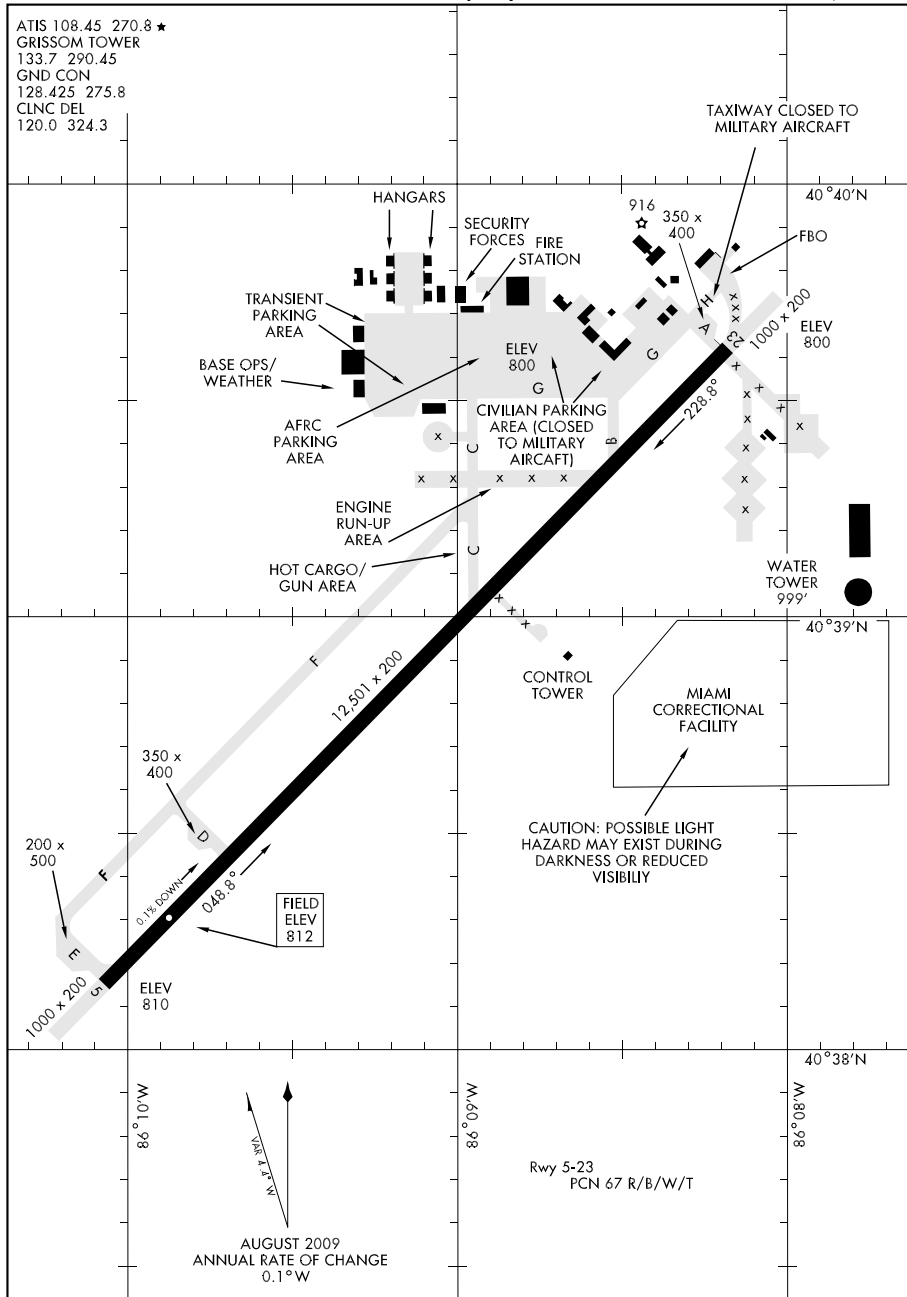 ATIS 108.45 270.8 ★
GRISSOM TOWER
133.7 290.45
GND CON
128.425 275.8
CLNC DEL
120.0 324.3
TAXIWAY CLOSED TO
MILITARY AIRCRAFT
40°40'N
HANGARS
916
350 x
400
SECURITY
FORCES
FIRE
STATION
FBO
TRANSIENT
PARKING
AREA
H
A
23
1000 x 200
ELEV
800
BASE OPS/
WEATHER
ELEV
800
G
G
228.8°
AFRC
PARKING
AREA
CIVILIAN PARKING
AREA (CLOSED
TO MILITARY
AIRCAFT)
x
C
B
x x x x x
x x x x x x x x x x x
ENGINE
RUN-UP
AREA
C
HOT CARGO/
GUN AREA
WATER
TOWER
999'
x x x
40°39'N
F
12,501 x 200
CONTROL
TOWER
MIAMI
CORRECTIONAL
FACILITY
350 x
400
D
CAUTION: POSSIBLE LIGHT
HAZARD MAY EXIST DURING
DARKNESS OR REDUCED
VISIBILIY
200 x
500
F
0.1% DOWN
048.8°
FIELD
ELEV
812
E
5
1000 x 200
ELEV
810
40°38'N
86°10'W
86°09'W
86°08'W
VAR 4.4° W
Rwy 5-23
PCN 67 R/B/W/T
AUGUST 2009
ANNUAL RATE OF CHANGE
0.1°W